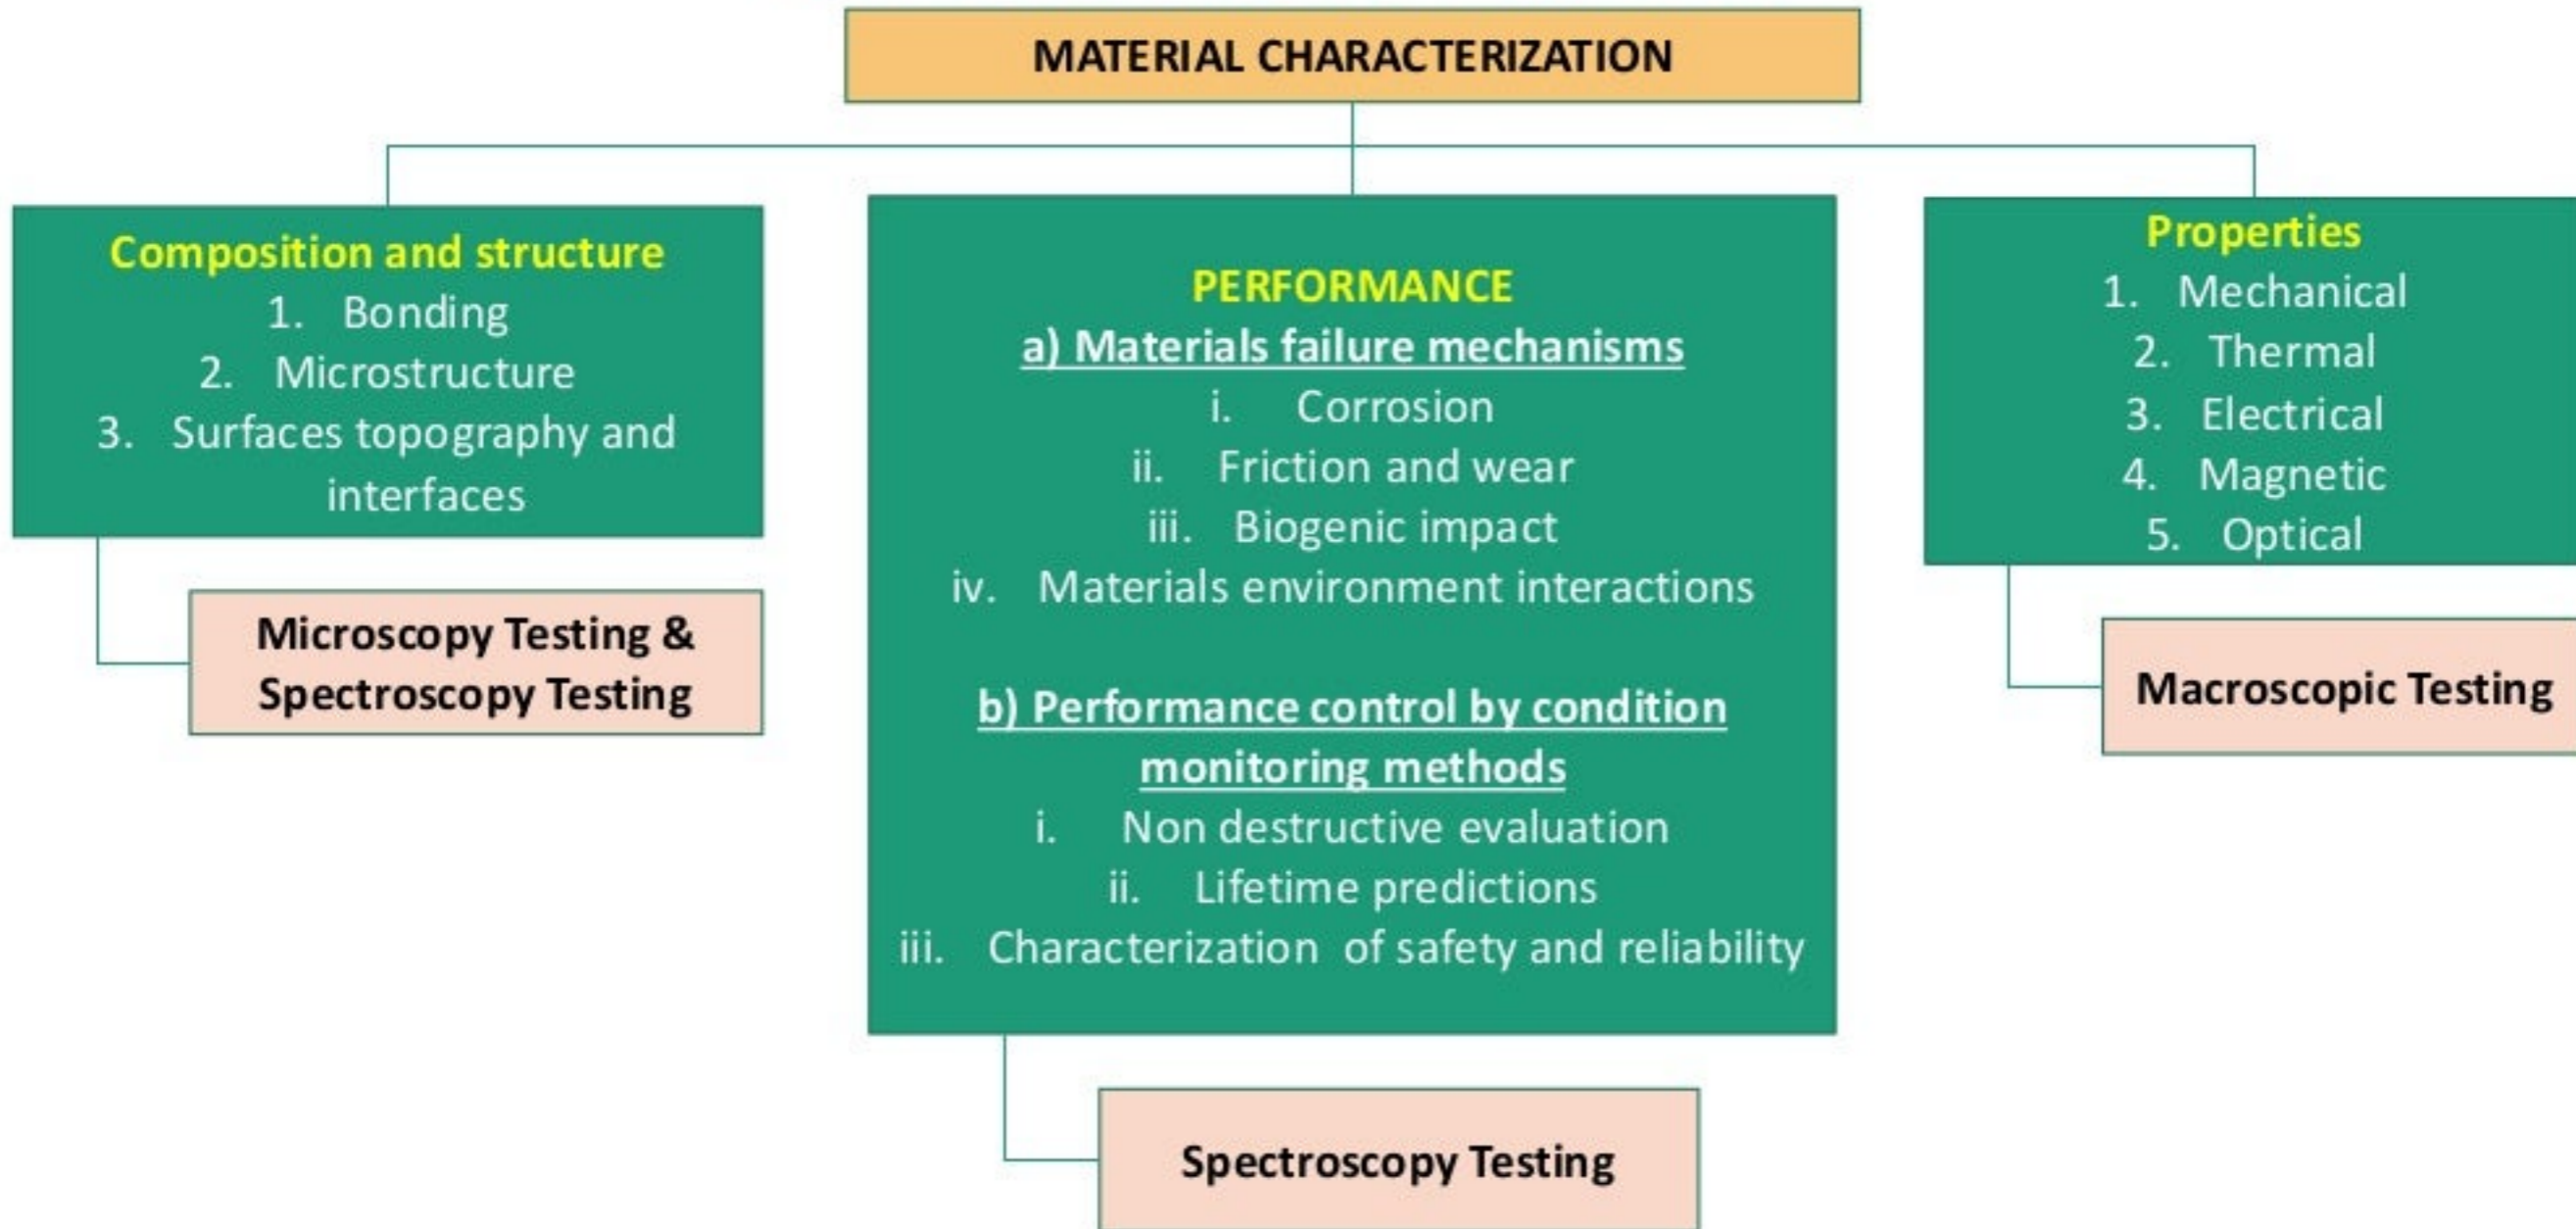 MATERIAL CHARACTERIZATION
Composition and structure
1. Bonding
2. Microstructure
3. Surfaces topography and
interfaces
Microscopy Testing &
Spectroscopy Testing
PERFORMANCE
a) Materials failure mechanisms
i. Corrosion
ii. Friction and wear
iii. Biogenic impact
iv. Materials environment interactions
b) Performance control by condition
monitoring methods
i. Non destructive evaluation
ii. Lifetime predictions
iii. Characterization of safety and reliability
Spectroscopy Testing
Properties
1. Mechanical
2. Thermal
3. Electrical
4. Magnetic
5. Optical
Macroscopic Testing